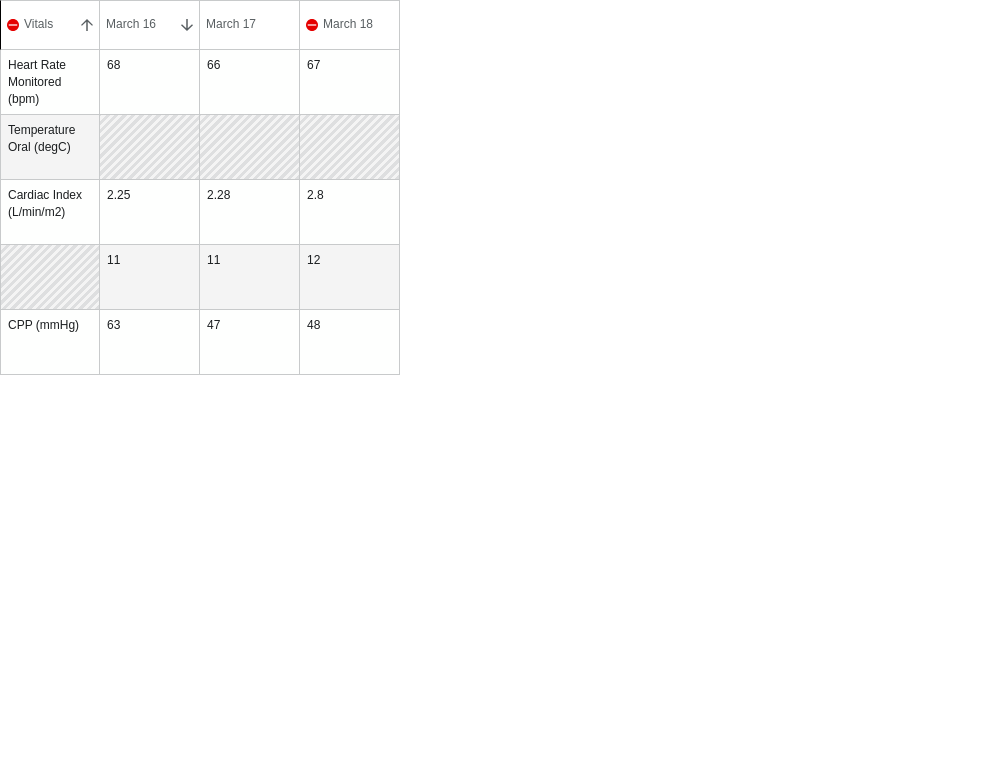 Vitals March 16 March 17 March 18
Heart Rate 68 66 67
Monitored
(bpm)
Temperature
Oral (degC)
Cardiac Index 2.25 2.28 2.8
(L/min/m2)
11 11 12
CPP (mmHg) 63 47 48